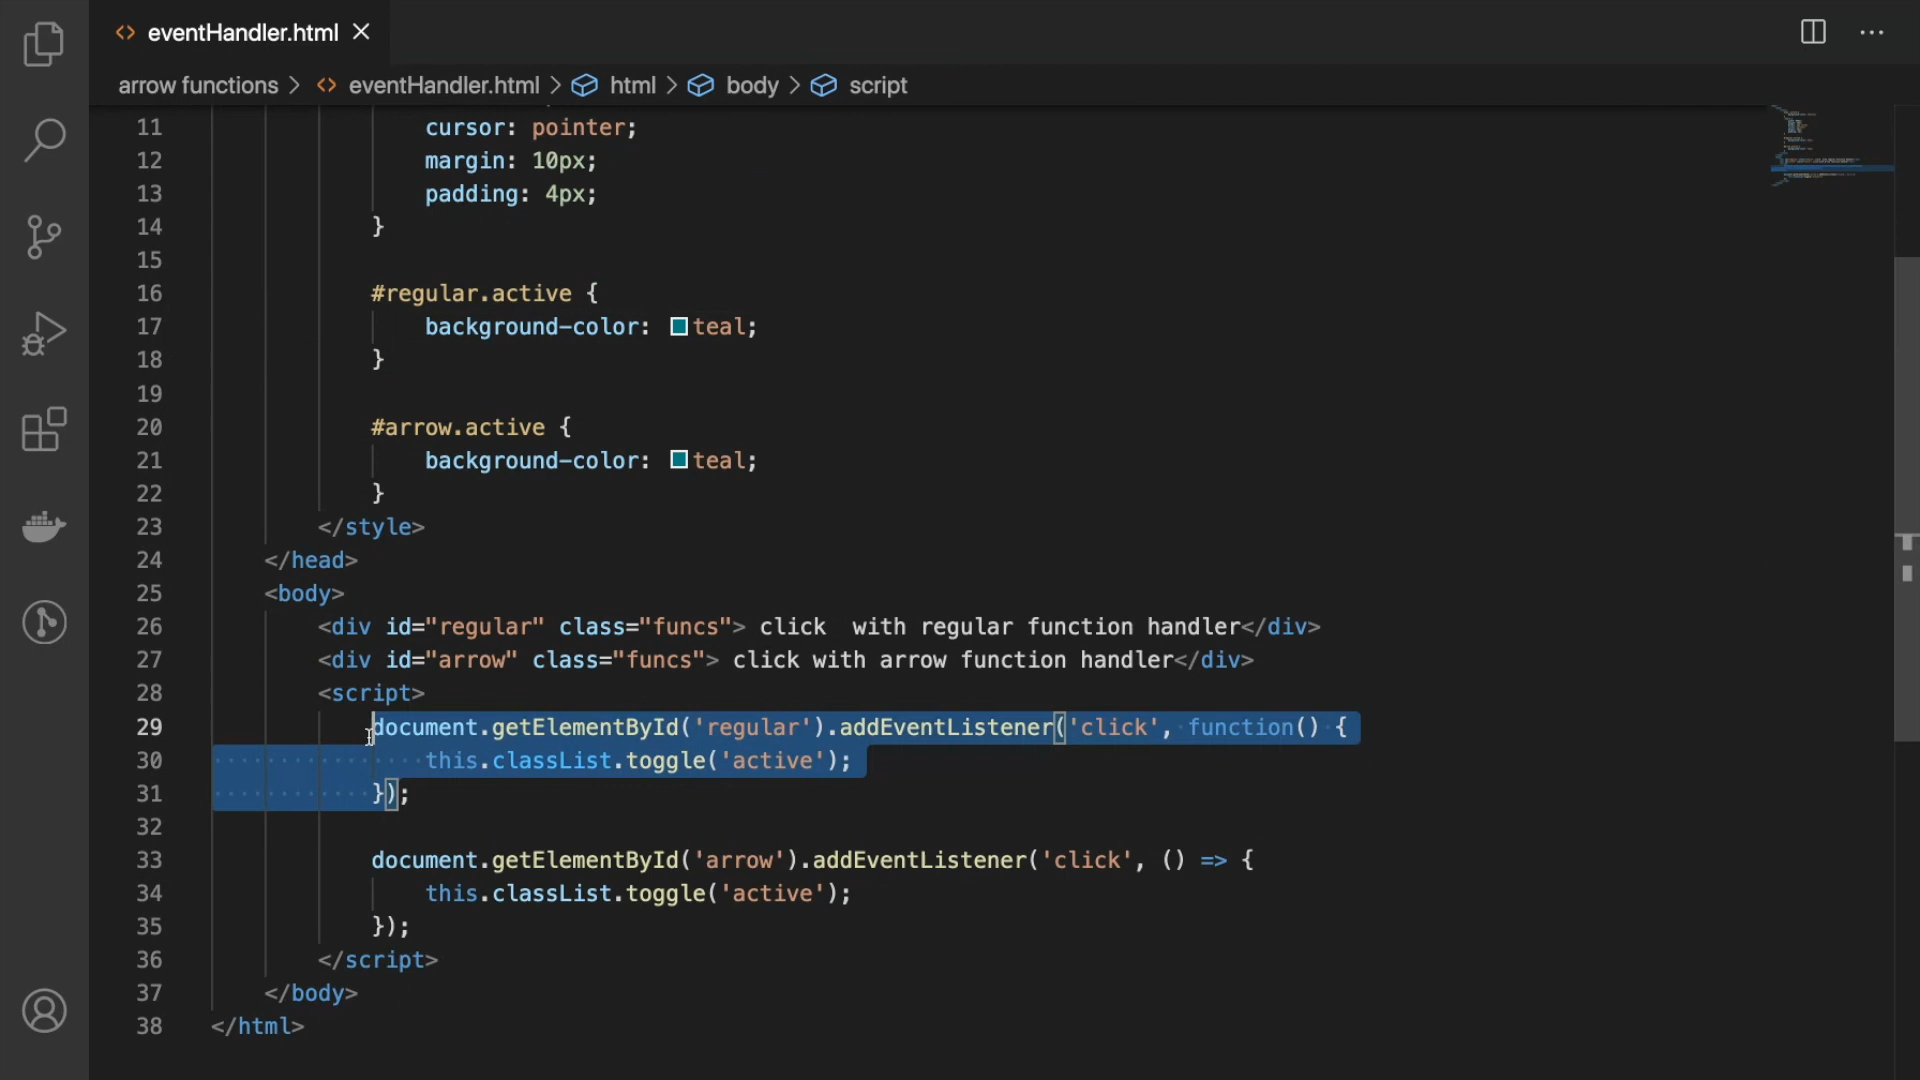 eventHandler.html
arrow functions > eventHandler.html > html > body > script
11 cursor: pointer;
12 margin: 10px;
13 padding: 4px;
14 }
15
16 #regular.active {
17 background-color: teal;
18 }
19
20 #arrow.active {
21 background-color: teal;
22 }
23 </style>
24 </head>
25 <body>
26 <div id="regular" class="funcs"> click  with regular function handler</div>
27 <div id="arrow" class="funcs"> click with arrow function handler</div>
28 <script>
29 document.getElementById('regular').addEventListener('click', function() {
30 this.classList.toggle('active');
31 });
32
33 document.getElementById('arrow').addEventListener('click', () => {
34 this.classList.toggle('active');
35 });
36 </script>
37 </body>
38 </html>